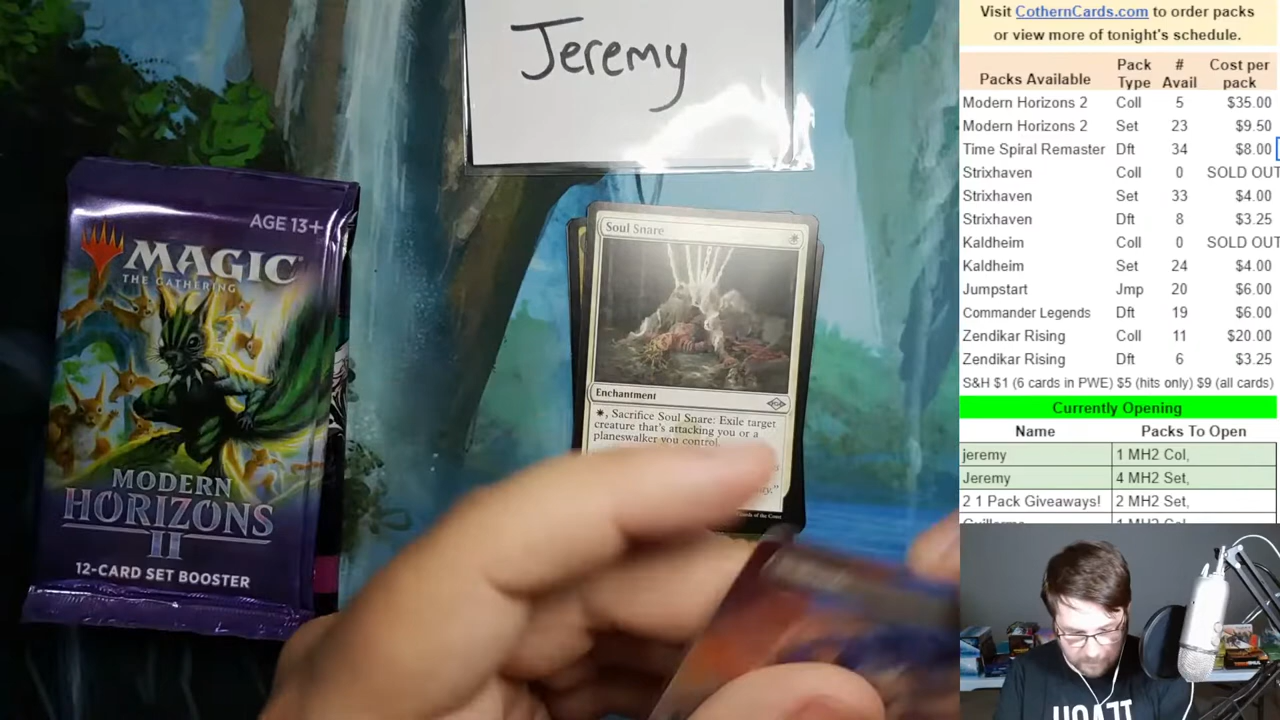 Jeremy
AGE 13+
MAGIC
THE GATHERING
MODERN
HORIZONS
II
12-CARD SET BOOSTER
Soul Snare
Enchantment
, Sacrifice Soul Snare: Exile target
creature that's attacking you or a
planeswalker you control.
Visit CothernCards.com to order packs
or view more of tonight's schedule.
Packs Available Pack Type # Avail Cost per pack
Modern Horizons 2 Coll 5 $35.00
Modern Horizons 2 Set 23 $9.50
Time Spiral Remaster Dft 34 $8.00
Strixhaven Coll 0 SOLD OUT
Strixhaven Set 33 $4.00
Strixhaven Dft 8 $3.25
Kaldheim Coll 0 SOLD OUT
Kaldheim Set 24 $4.00
Jumpstart Jmp 20 $6.00
Commander Legends Dft 19 $6.00
Zendikar Rising Coll 11 $20.00
Zendikar Rising Dft 6 $3.25
S&H $1 (6 cards in PWE) $5 (hits only) $9 (all cards)
Currently Opening
Name Packs To Open
jeremy 1 MH2 Col,
Jeremy 4 MH2 Set,
2 1 Pack Giveaways! 2 MH2 Set,